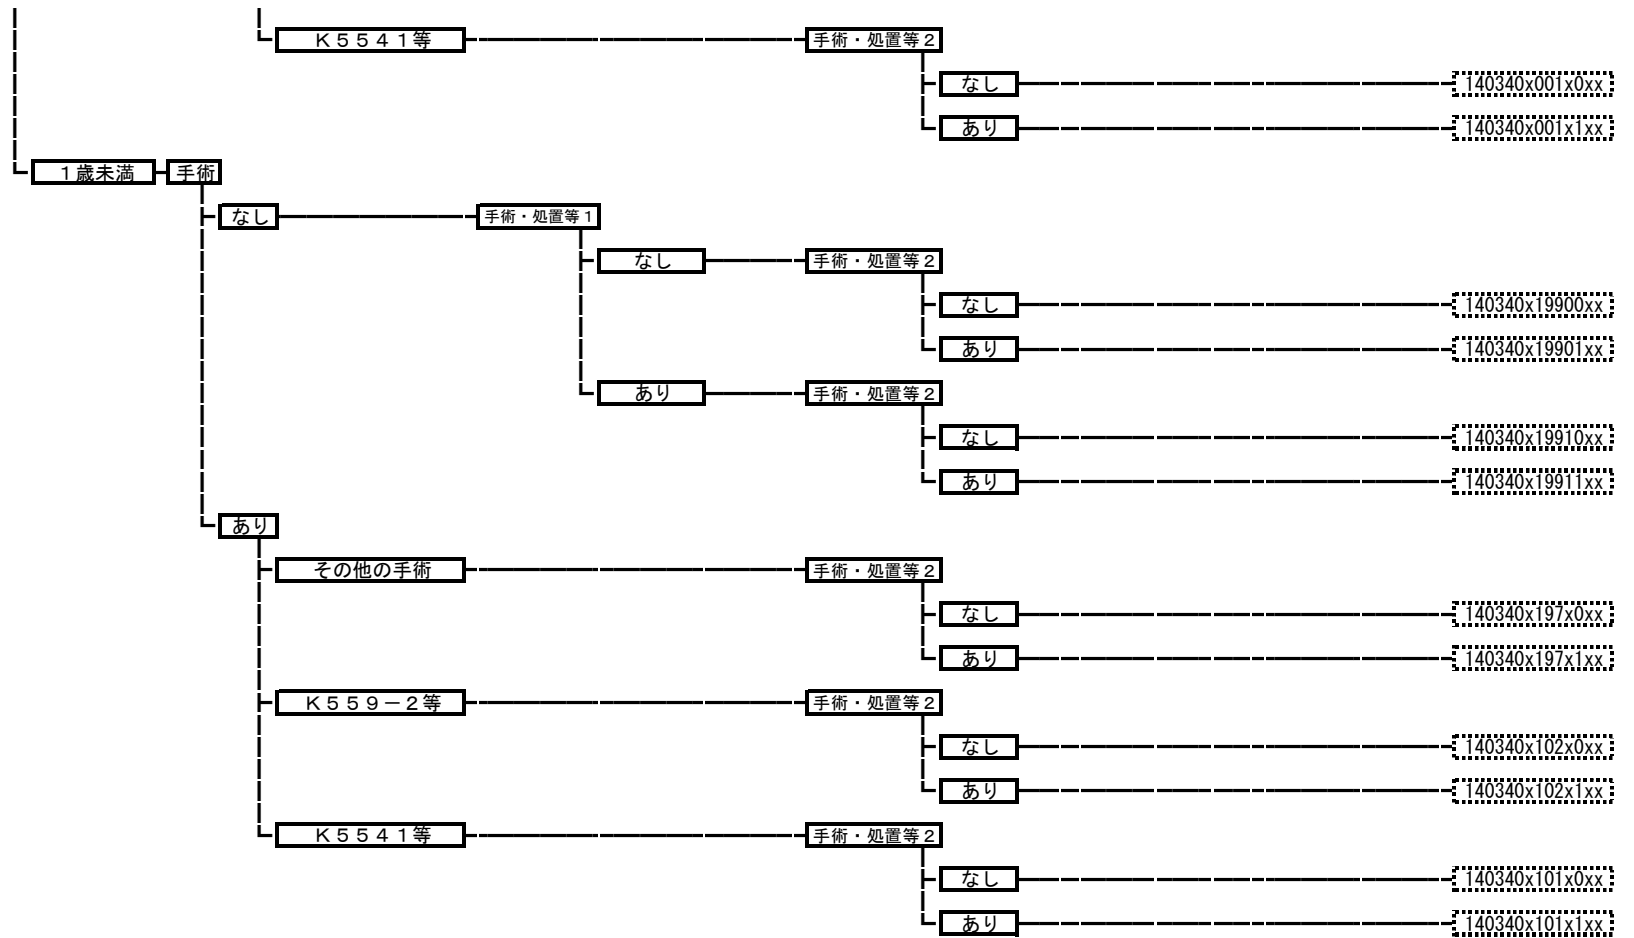 Ｋ５５４１等 手術・処置等２
なし 140340x001x0xx
あり 140340x001x1xx
１歳未満 手術
なし 手術・処置等１
なし 手術・処置等２
なし 140340x19900xx
あり 140340x19901xx
あり 手術・処置等２
なし 140340x19910xx
あり 140340x19911xx
あり
その他の手術 手術・処置等２
なし 140340x197x0xx
あり 140340x197x1xx
Ｋ５５９－２等 手術・処置等２
なし 140340x102x0xx
あり 140340x102x1xx
Ｋ５５４１等 手術・処置等２
なし 140340x101x0xx
あり 140340x101x1xx